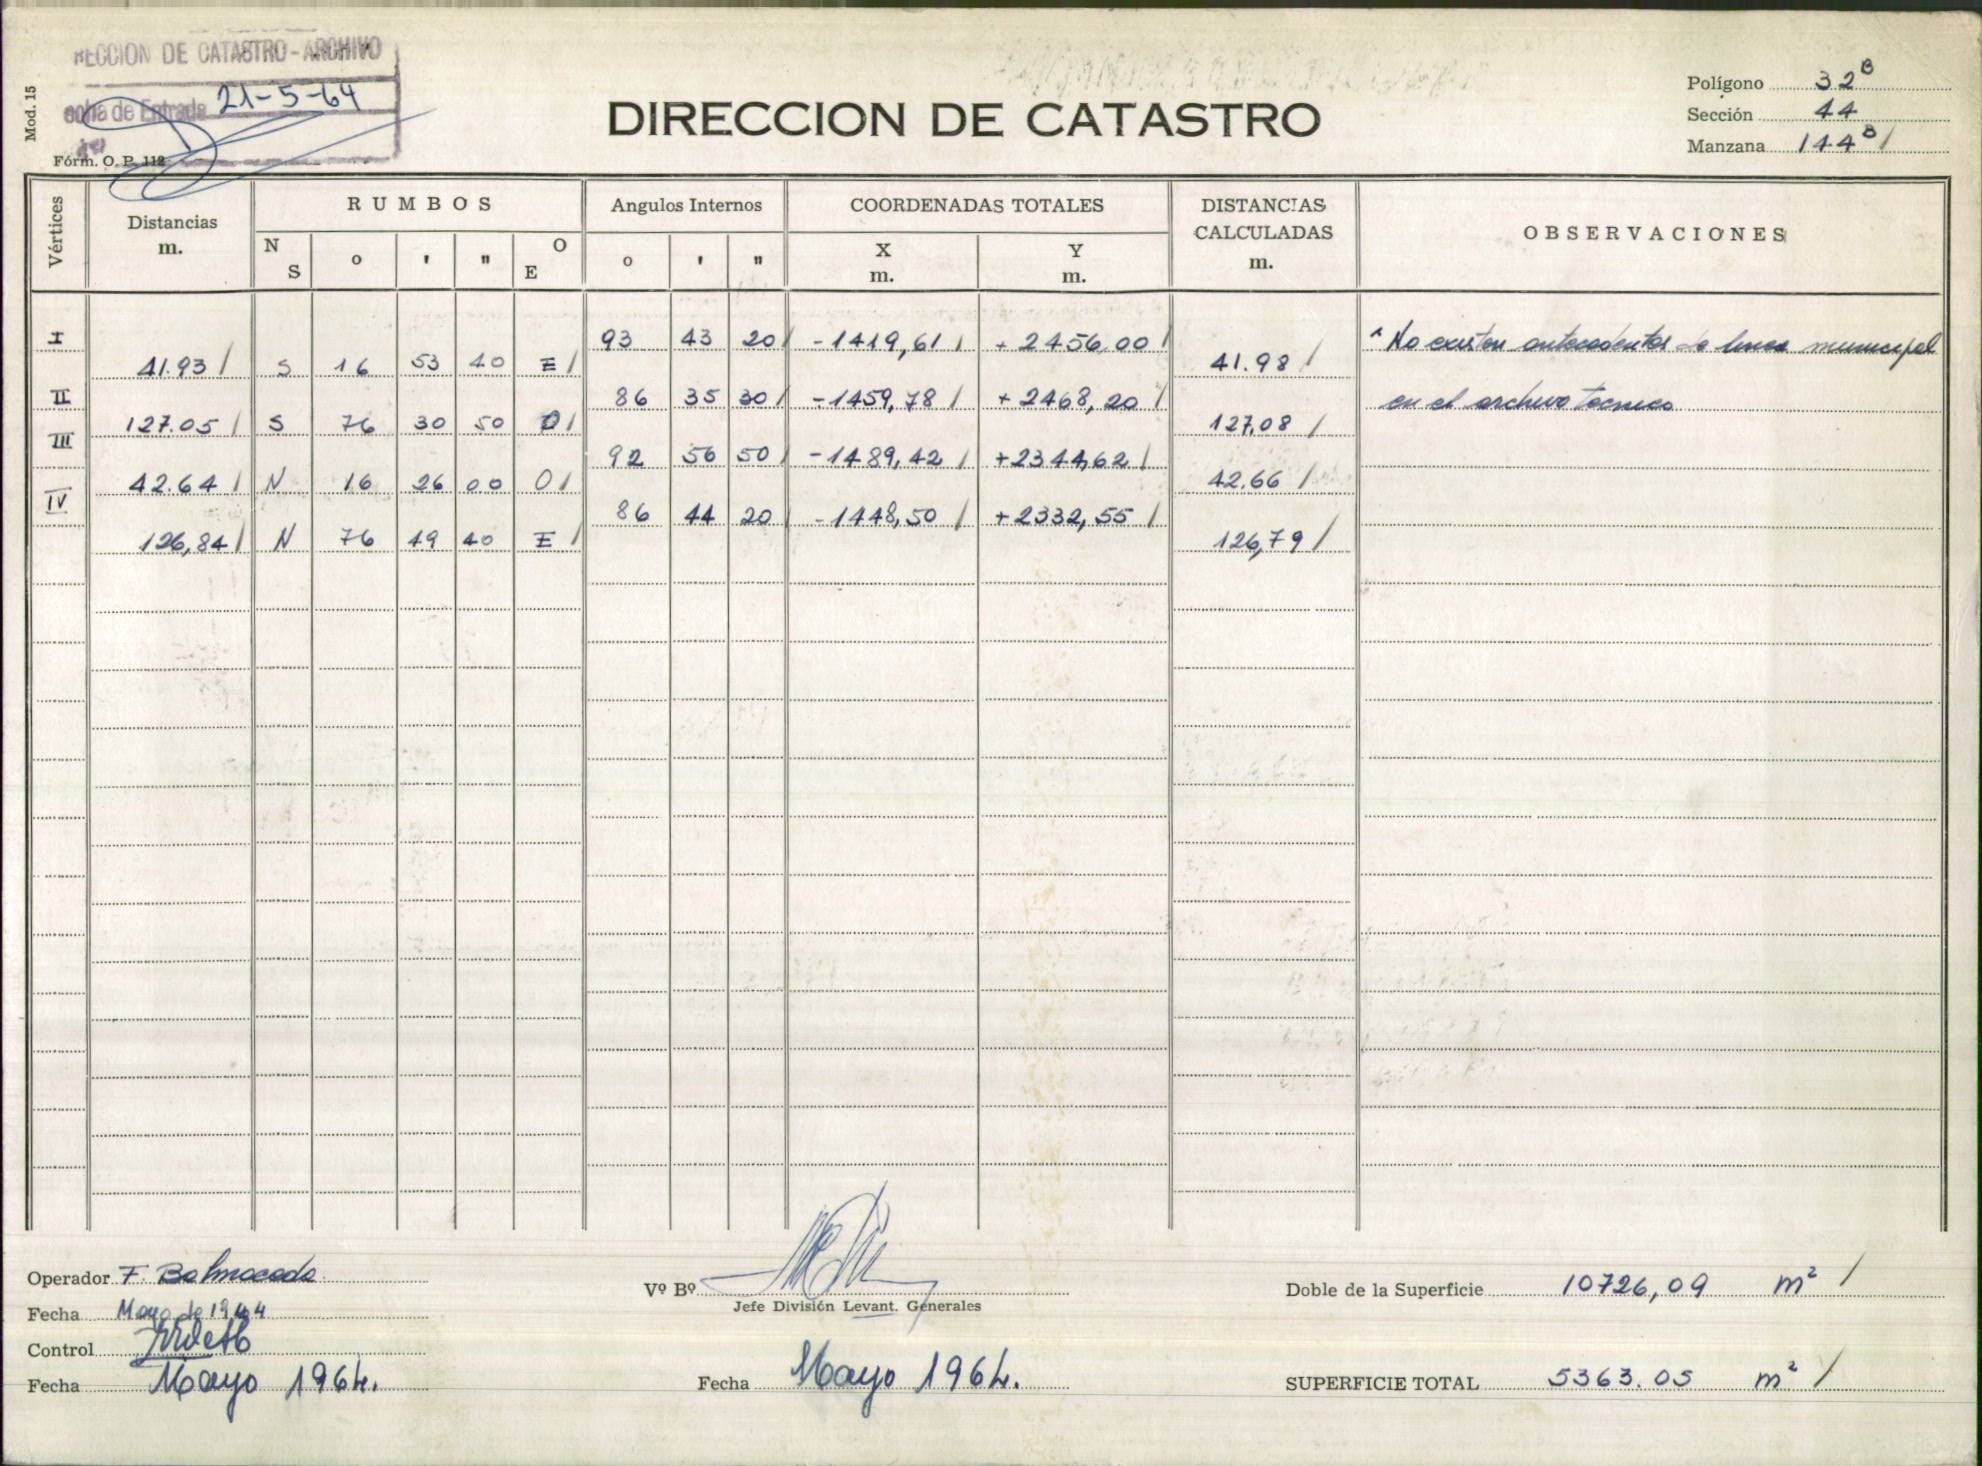 RECCION DE CATASTRO - ARCHIVO
echa de Entrada 21-5-64
Mod. 15
Fórm. O. P. 112
DIRECCION DE CATASTRO
Polígono 32 B
Sección 44
Manzana 144 B /
Vértices Distancias m. RUMBOS N S o ' " O E Angulos Internos o ' " COORDENADAS TOTALES X m. Y m. DISTANCIAS CALCULADAS m. OBSERVACIONES
I 93 43 20 / -1419,61 / + 2456,00 / No existen antecedentes de linea municipal
41.93 / S 16 53 40 E / 41.98 /
II 86 35 30 / -1459,78 / + 2468,20 / en el archivo tecnico
127.05 / S 76 30 50 O / 127,08 /
III 92 56 50 / -1489,42 / +2344,62 /
42.64 / N 16 26 00 O / 42.66 /
IV 86 44 20 / -1448,50 / +2332,55 /
126,84 / N 76 49 40 E / 126,79 /
Operador F. Balmaceda
Fecha Mayo de 1964
Control
Fecha Mayo 1964.
Vº Bº
Jefe División Levant. Generales
Fecha Mayo 1964.
Doble de la Superficie 10726,09 m² /
SUPERFICIE TOTAL 5363.05 m² /